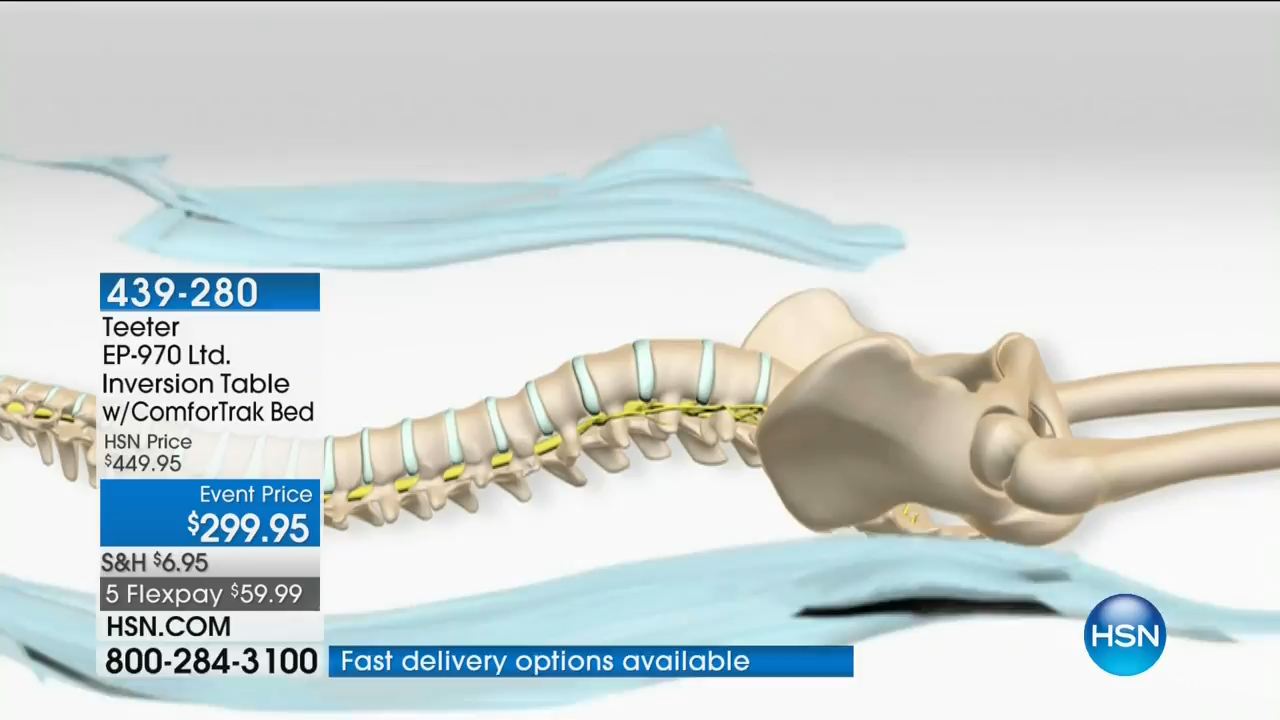 439-280
Teeter
EP-970 Ltd.
Inversion Table
w/ComforTrak Bed
HSN Price
$449.95
Event Price
$299.95
S&H $6.95
5 Flexpay $59.99
HSN.COM
800-284-3100
Fast delivery options available
HSN